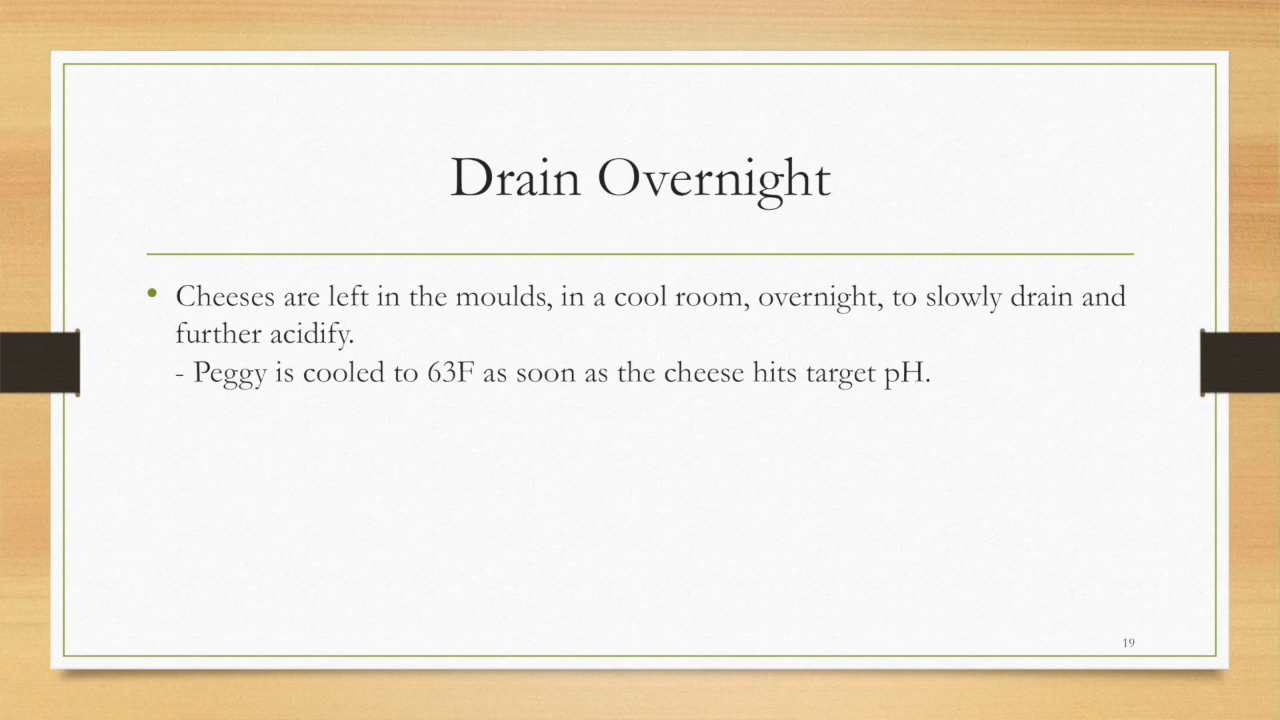 Drain Overnight
• Cheeses are left in the moulds, in a cool room, overnight, to slowly drain and
further acidify.
- Peggy is cooled to 63F as soon as the cheese hits target pH.
19